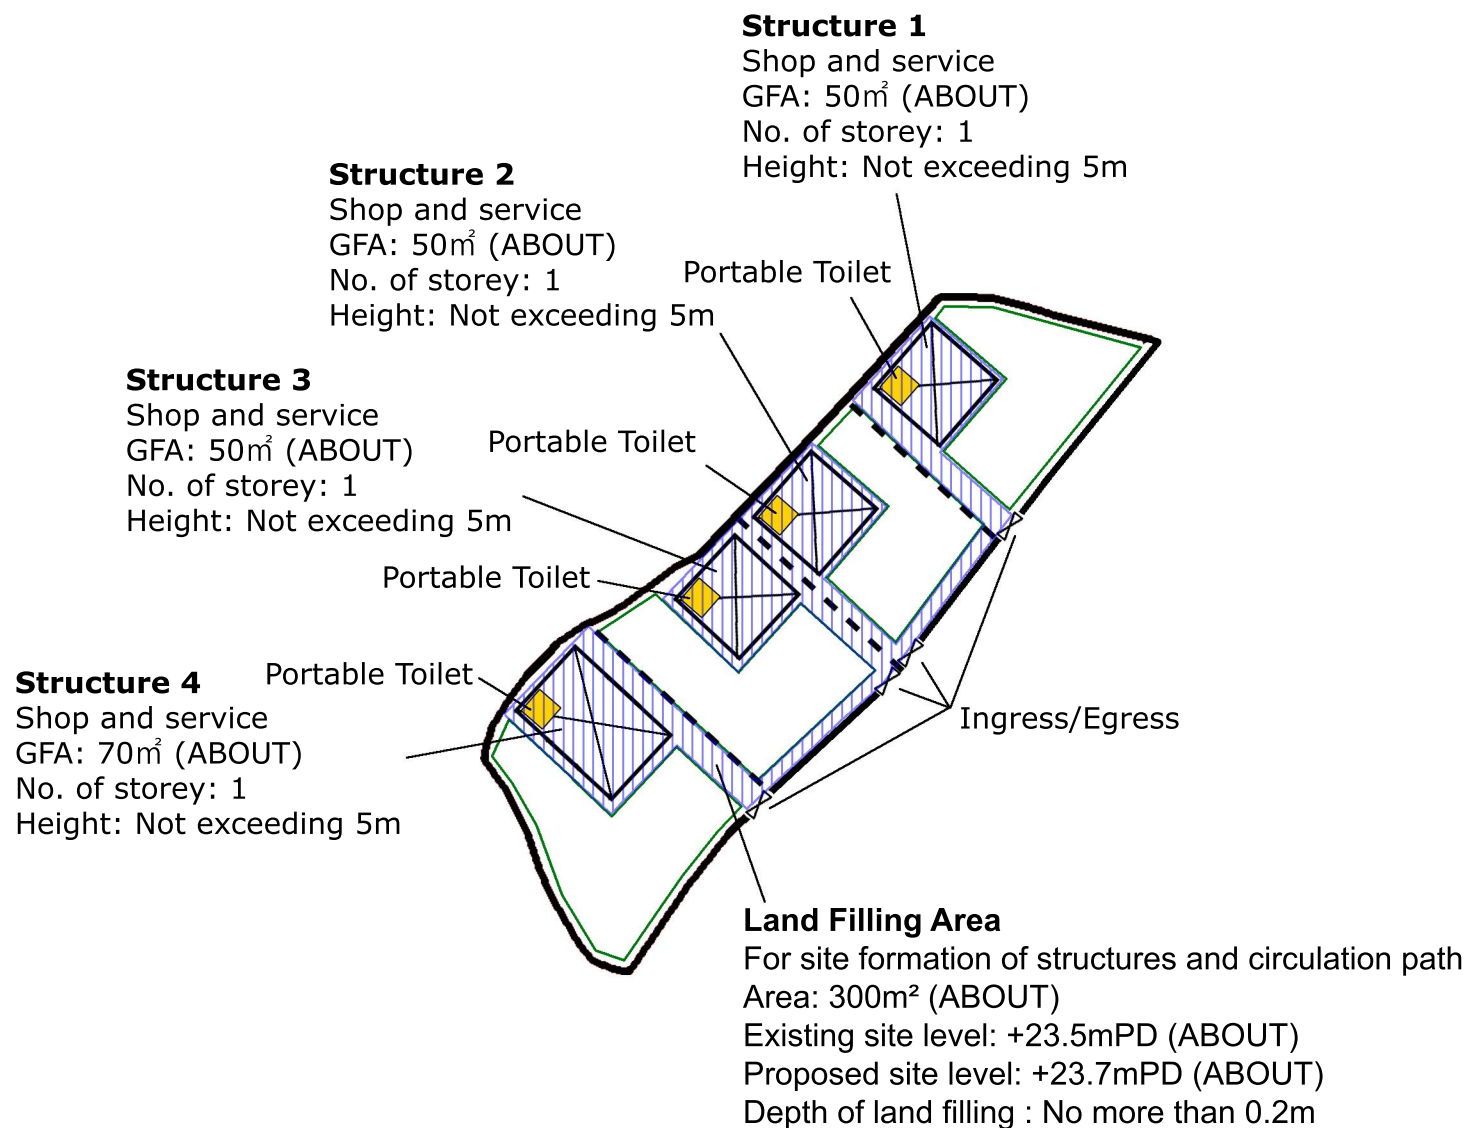 Structure 1
Shop and service
GFA: 50㎡ (ABOUT)
No. of storey: 1
Height: Not exceeding 5m
Structure 2
Shop and service
GFA: 50㎡ (ABOUT)
No. of storey: 1
Height: Not exceeding 5m
Portable Toilet
Structure 3
Shop and service
GFA: 50㎡ (ABOUT)
No. of storey: 1
Height: Not exceeding 5m
Portable Toilet
Portable Toilet
Structure 4
Shop and service
GFA: 70㎡ (ABOUT)
No. of storey: 1
Height: Not exceeding 5m
Portable Toilet
Ingress/Egress
Land Filling Area
For site formation of structures and circulation path
Area: 300m² (ABOUT)
Existing site level: +23.5mPD (ABOUT)
Proposed site level: +23.7mPD (ABOUT)
Depth of land filling : No more than 0.2m